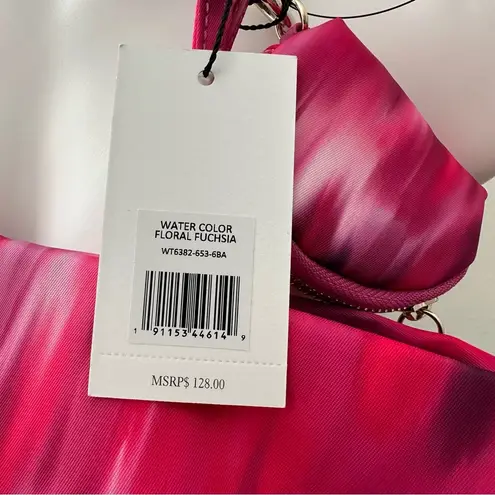 WATER COLOR
FLORAL FUCHSIA
WT6382-653-6BA
1 91153 44614 9
MSRP$ 128.00